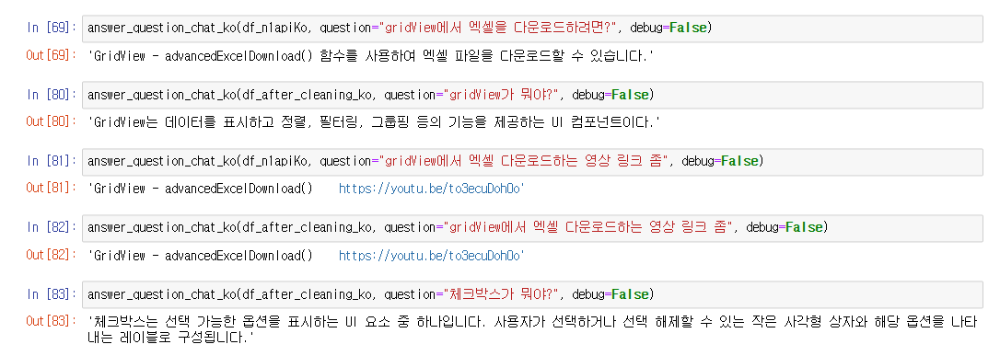 In [69]: answer_question_chat_ko(df_n1apiKo, question="gridView에서 엑셀을 다운로드하려면?", debug=False)
Out[69]: 'GridView - advancedExcelDownload() 함수를 사용하여 엑셀 파일을 다운로드할 수 있습니다.'
In [80]: answer_question_chat_ko(df_after_cleaning_ko, question="gridView가 뭐야?", debug=False)
Out[80]: 'GridView는 데이터를 표시하고 정렬, 필터링, 그룹핑 등의 기능을 제공하는 UI 컴포넌트이다.'
In [81]: answer_question_chat_ko(df_n1apiKo, question="gridView에서 엑셀 다운로드하는 영상 링크 좀", debug=False)
Out[81]: 'GridView - advancedExcelDownload() https://youtu.be/to3ecuDohOo'
In [82]: answer_question_chat_ko(df_after_cleaning_ko, question="gridView에서 엑셀 다운로드하는 영상 링크 좀", debug=False)
Out[82]: 'GridView - advancedExcelDownload() https://youtu.be/to3ecuDohOo'
In [83]: answer_question_chat_ko(df_after_cleaning_ko, question="체크박스가 뭐야?", debug=False)
Out[83]: '체크박스는 선택 가능한 옵션을 표시하는 UI 요소 중 하나입니다. 사용자가 선택하거나 선택 해제할 수 있는 작은 사각형 상자와 해당 옵션을 나타
내는 레이블로 구성됩니다.'